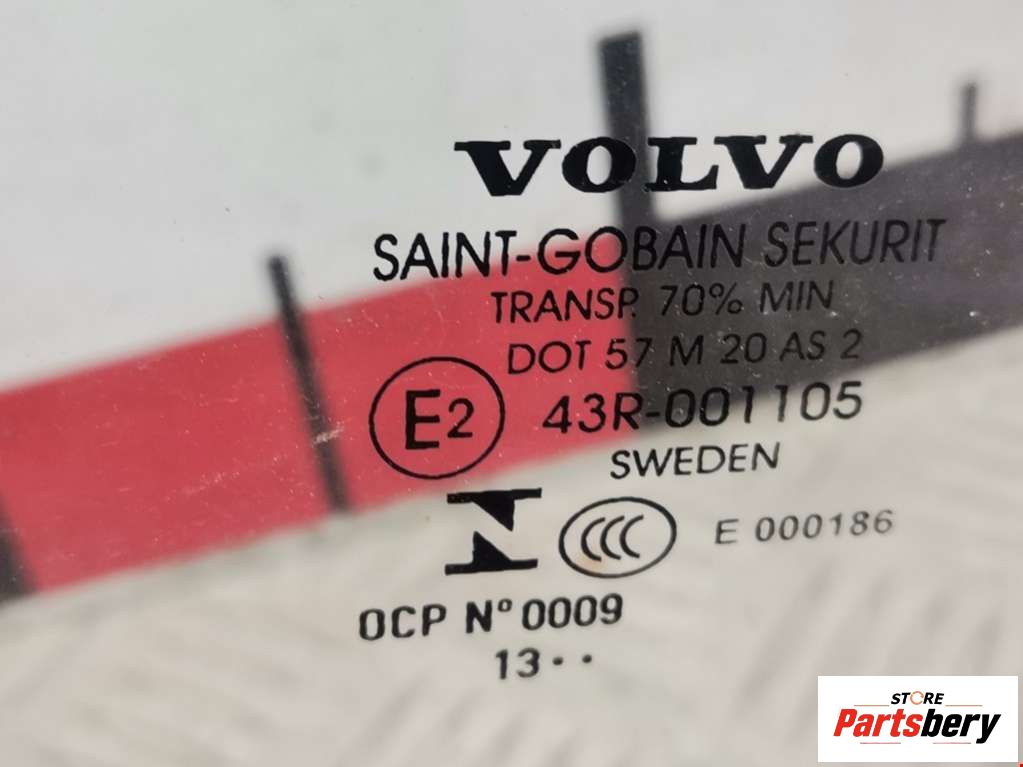 VOLVO
SAINT-GOBAIN SEKURIT
TRANSP. 70% MIN
DOT 57 M 20 AS 2
E2 43R-001105
SWEDEN
CCC E 000186
OCP N° 0009
13··
STORE
Partsbery